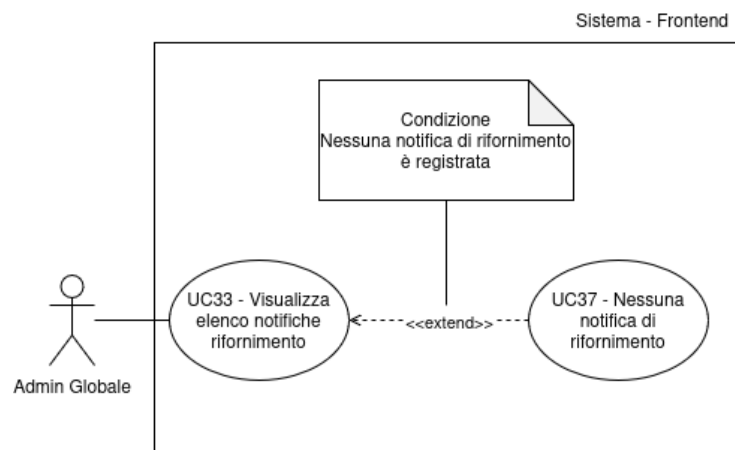 Sistema - Frontend
Condizione
Nessuna notifica di rifornimento
è registrata
UC33 - Visualizza
elenco notifiche
rifornimento
<<extend>>
UC37 - Nessuna
notifica di
rifornimento
Admin Globale